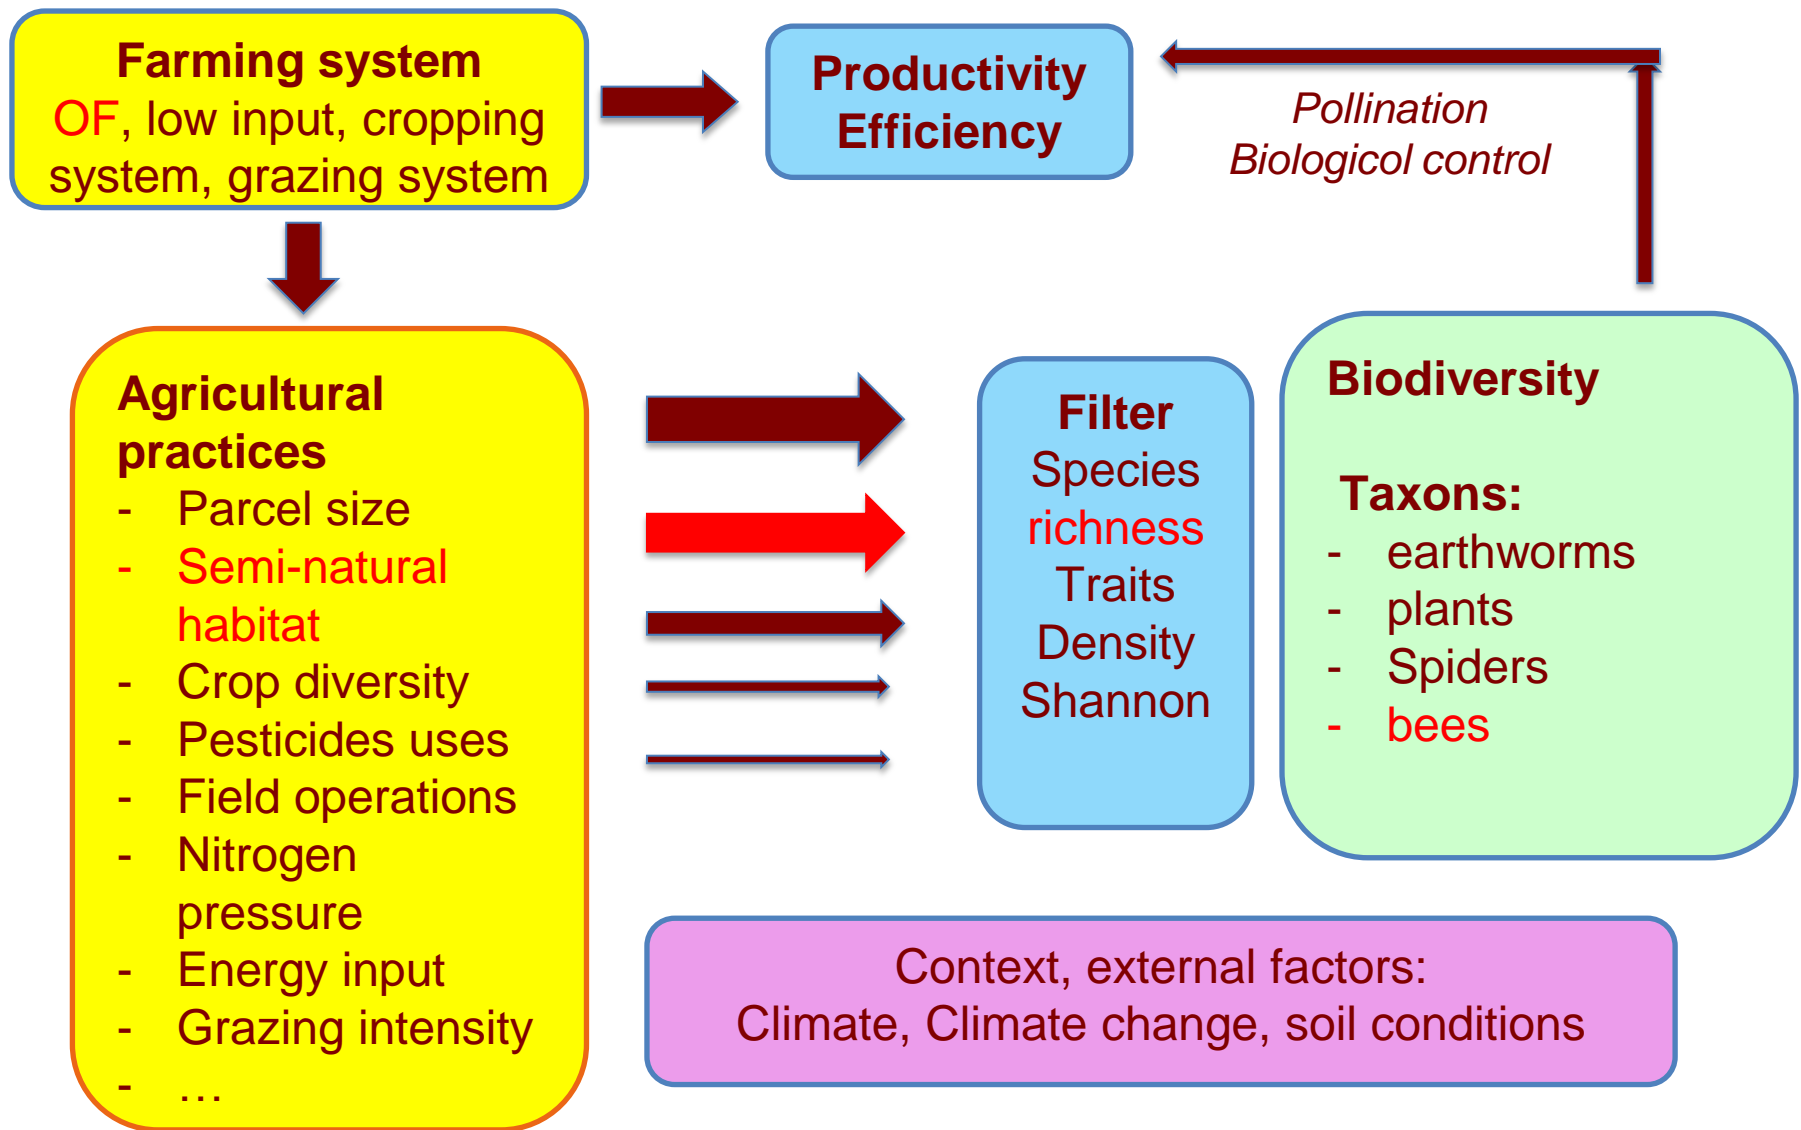 Farming system
OF, low input, cropping
system, grazing system
Productivity
Efficiency
Pollination
Biologicol control
Agricultural
practices
- Parcel size
- Semi-natural
habitat
- Crop diversity
- Pesticides uses
- Field operations
- Nitrogen
pressure
- Energy input
- Grazing intensity
- …
Filter
Species
richness
Traits
Density
Shannon
Biodiversity
Taxons:
- earthworms
- plants
- Spiders
- bees
Context, external factors:
Climate, Climate change, soil conditions